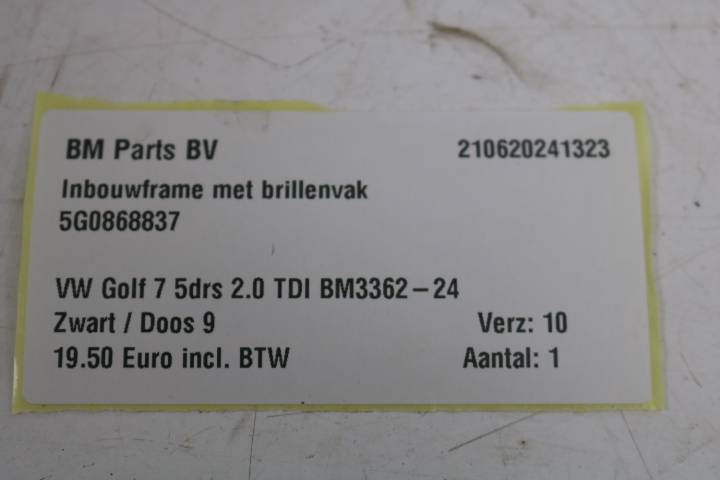 BM Parts BV 210620241323
Inbouwframe met brillenvak
5G0868837
VW Golf 7 5drs 2.0 TDI BM3362-24
Zwart / Doos 9 Verz: 10
19.50 Euro incl. BTW Aantal: 1